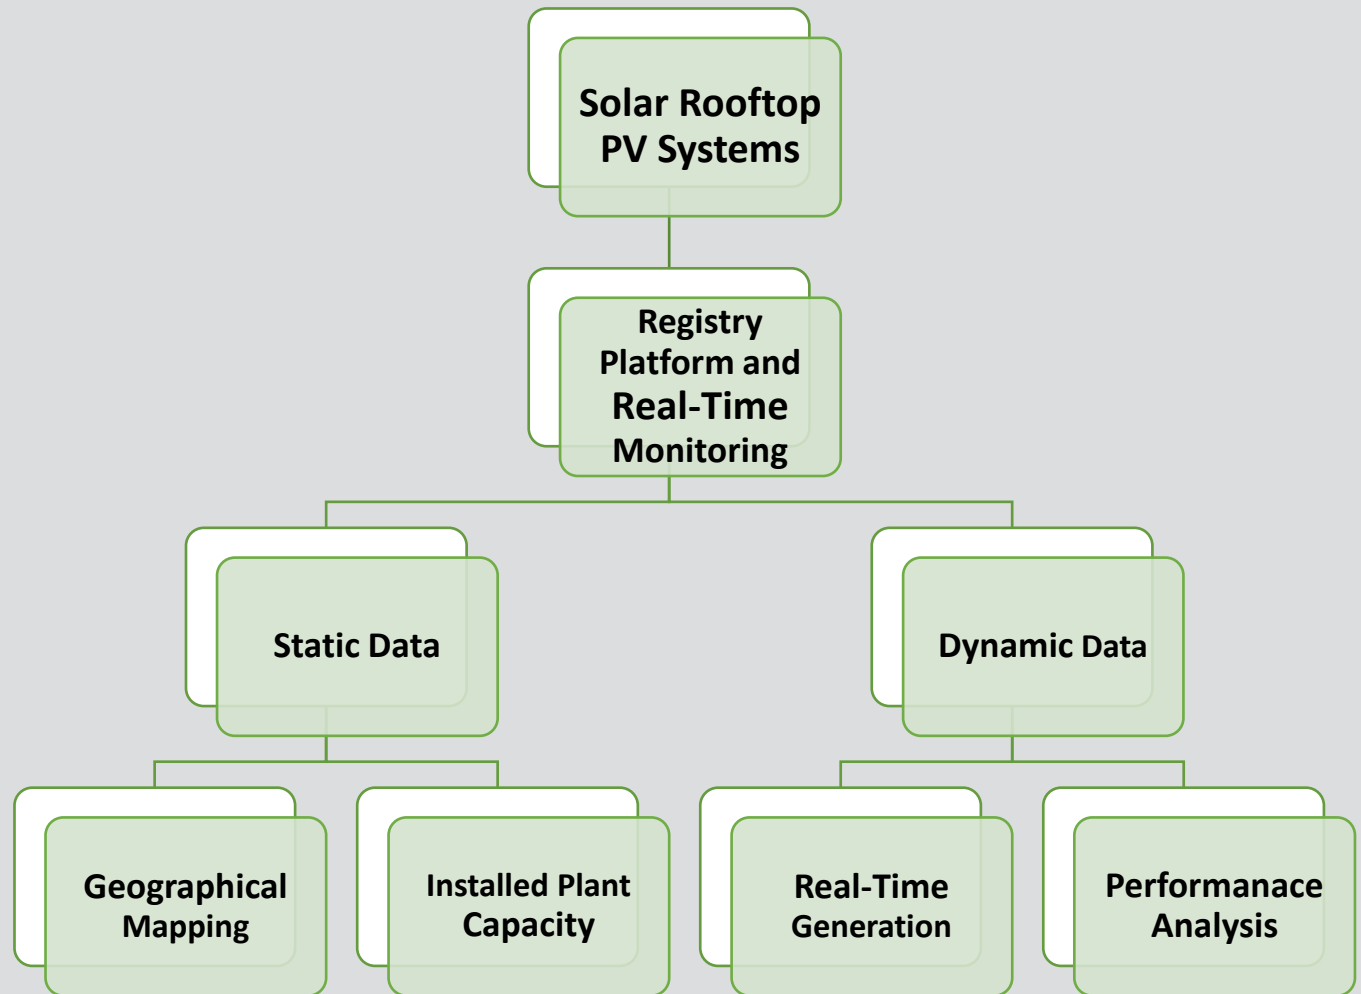 Solar Rooftop
PV Systems
Registry
Platform and
Real-Time
Monitoring
Static Data
Dynamic Data
Geographical
Mapping
Installed Plant
Capacity
Real-Time
Generation
Performanace
Analysis